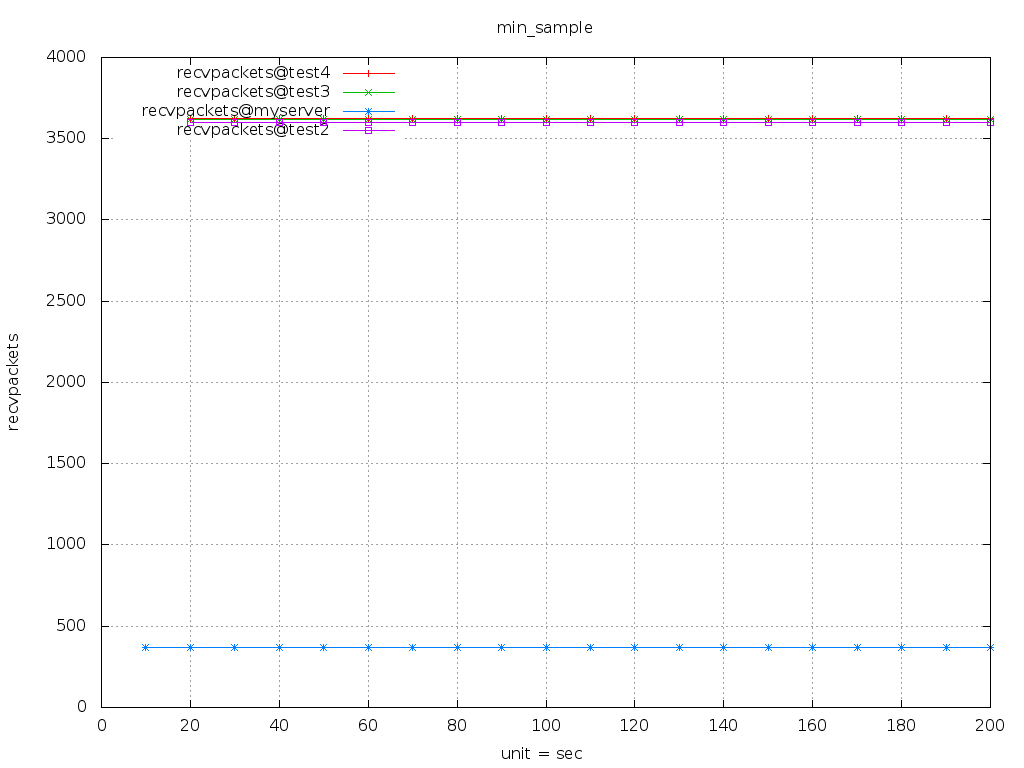 min_sample
4000
recvpackets@test4
recvpackets@test3
recvpackets@myserver
recvpackets@test2
3500
3000
2500
2000
1500
1000
500
0
recvpackets
0 20 40 60 80 100 120 140 160 180 200
unit = sec